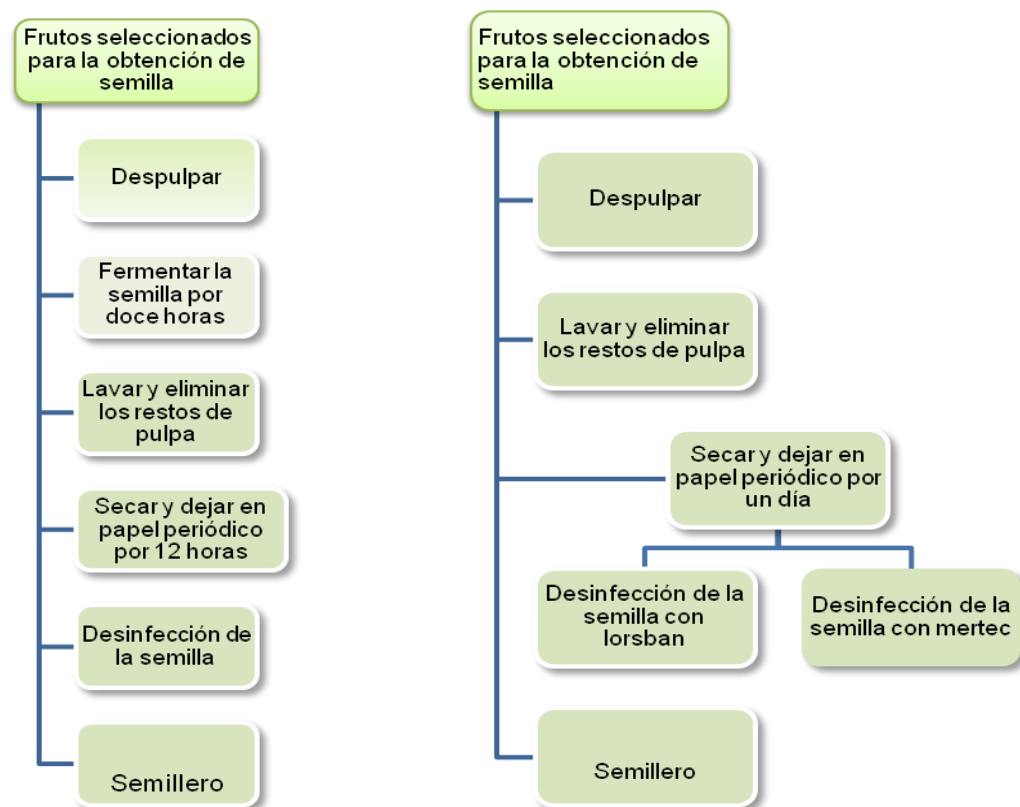 Frutos seleccionados
para la obtención de
semilla
Despulpar
Fermentar la
semilla por
doce horas
Lavar y eliminar
los restos de
pulpa
Secar y dejar en
papel periódico
por 12 horas
Desinfección de
la semilla
Semillero
Frutos seleccionados
para la obtención de
semilla
Despulpar
Lavar y eliminar
los restos de pulpa
Secar y dejar en
papel periódico por
un día
Desinfección de la
semilla con
lorsban
Desinfección de la
semilla con mertec
Semillero